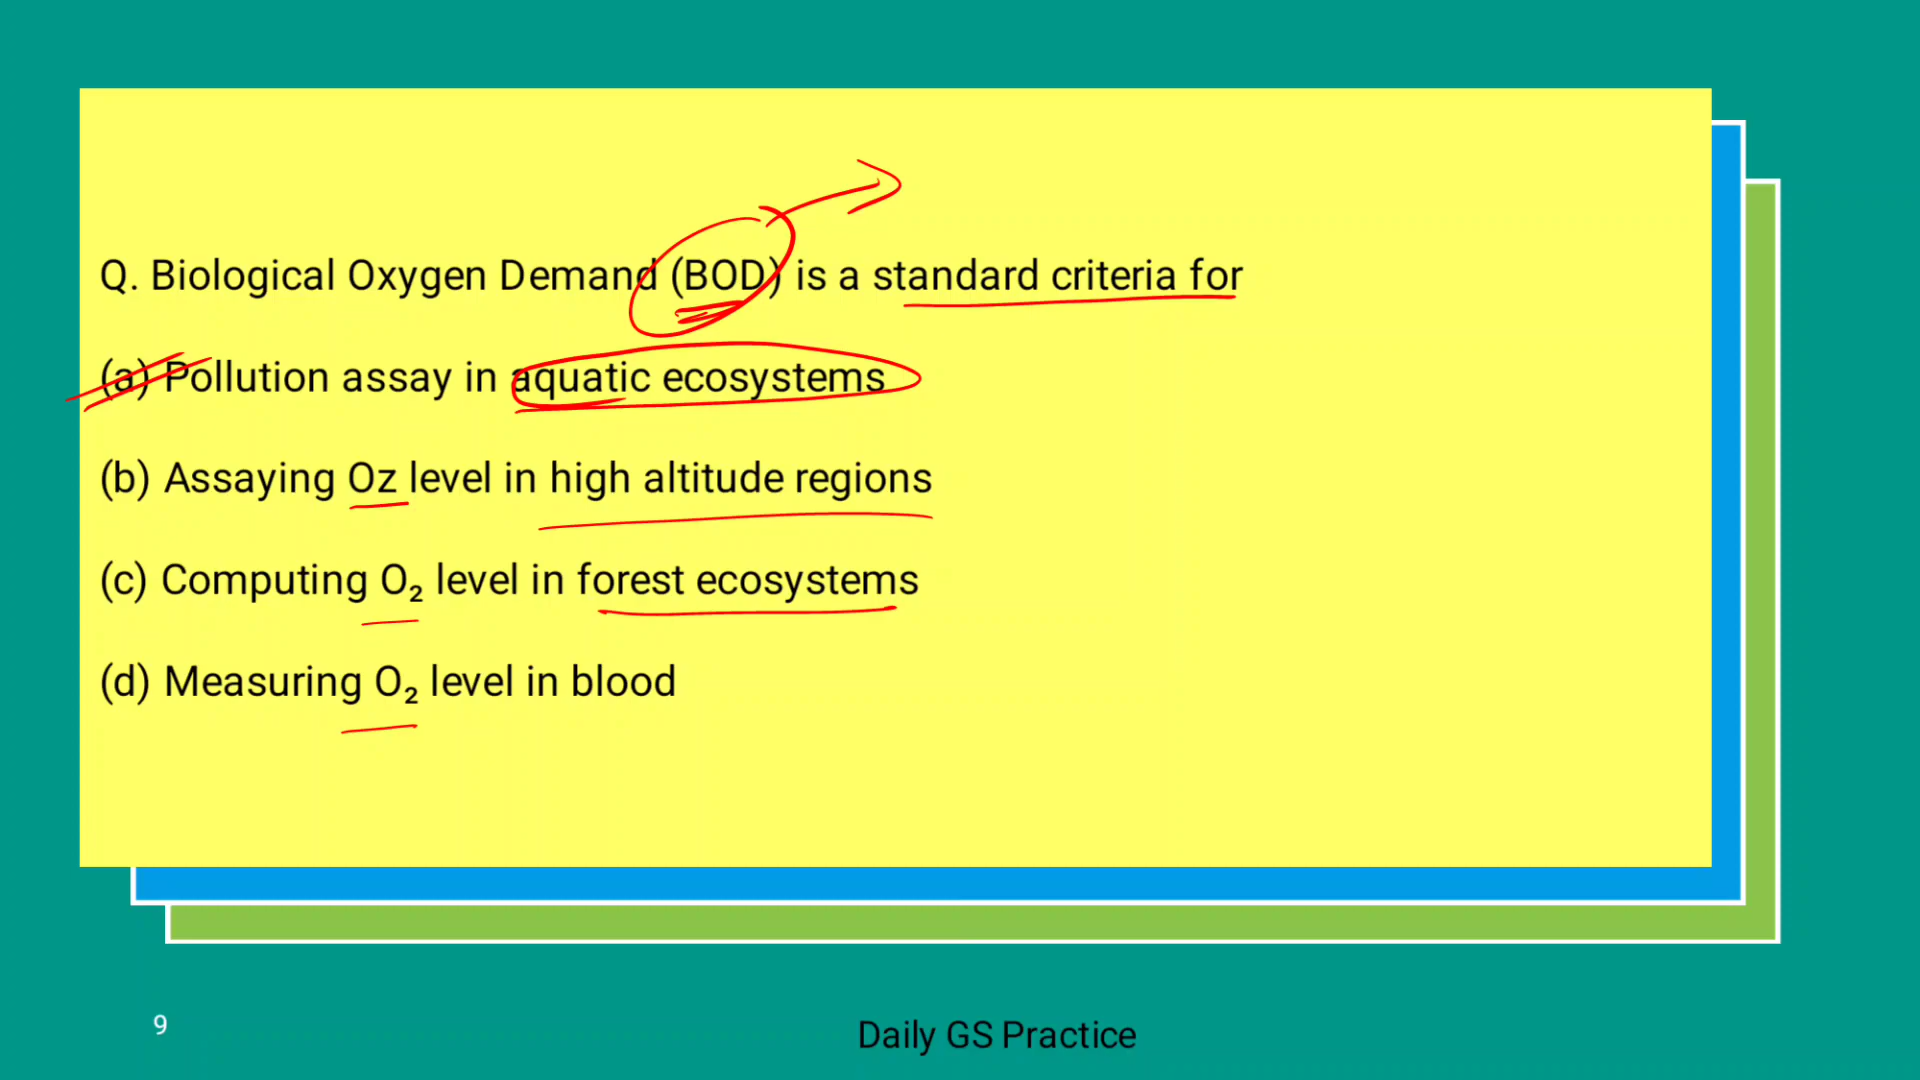 Q. Biological Oxygen Demand (BOD) is a standard criteria for
(a) Pollution assay in aquatic ecosystems
(b) Assaying Oz level in high altitude regions
(c) Computing O₂ level in forest ecosystems
(d) Measuring O₂ level in blood
9
Daily GS Practice